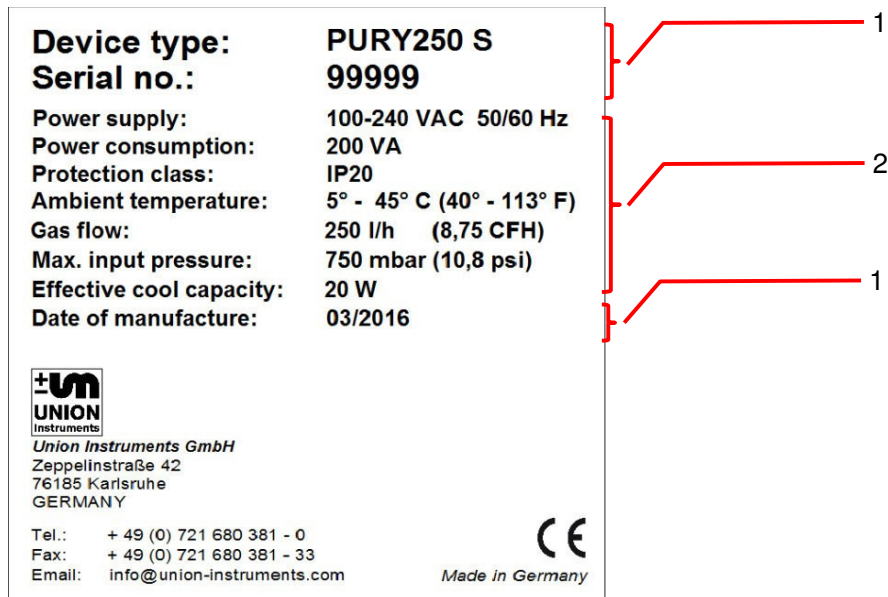 Device type: PURY250 S 1
Serial no.: 99999
Power supply: 100-240 VAC 50/60 Hz
Power consumption: 200 VA
Protection class: IP20 2
Ambient temperature: 5° - 45° C (40° - 113° F)
Gas flow: 250 l/h (8,75 CFH)
Max. input pressure: 750 mbar (10,8 psi)
Effective cool capacity: 20 W 1
Date of manufacture: 03/2016
±um
UNION
Instruments
Union Instruments GmbH
Zeppelinstraße 42
76185 Karlsruhe
GERMANY
Tel.: + 49 (0) 721 680 381 - 0
Fax: + 49 (0) 721 680 381 - 33
Email: info@union-instruments.com
CE
Made in Germany